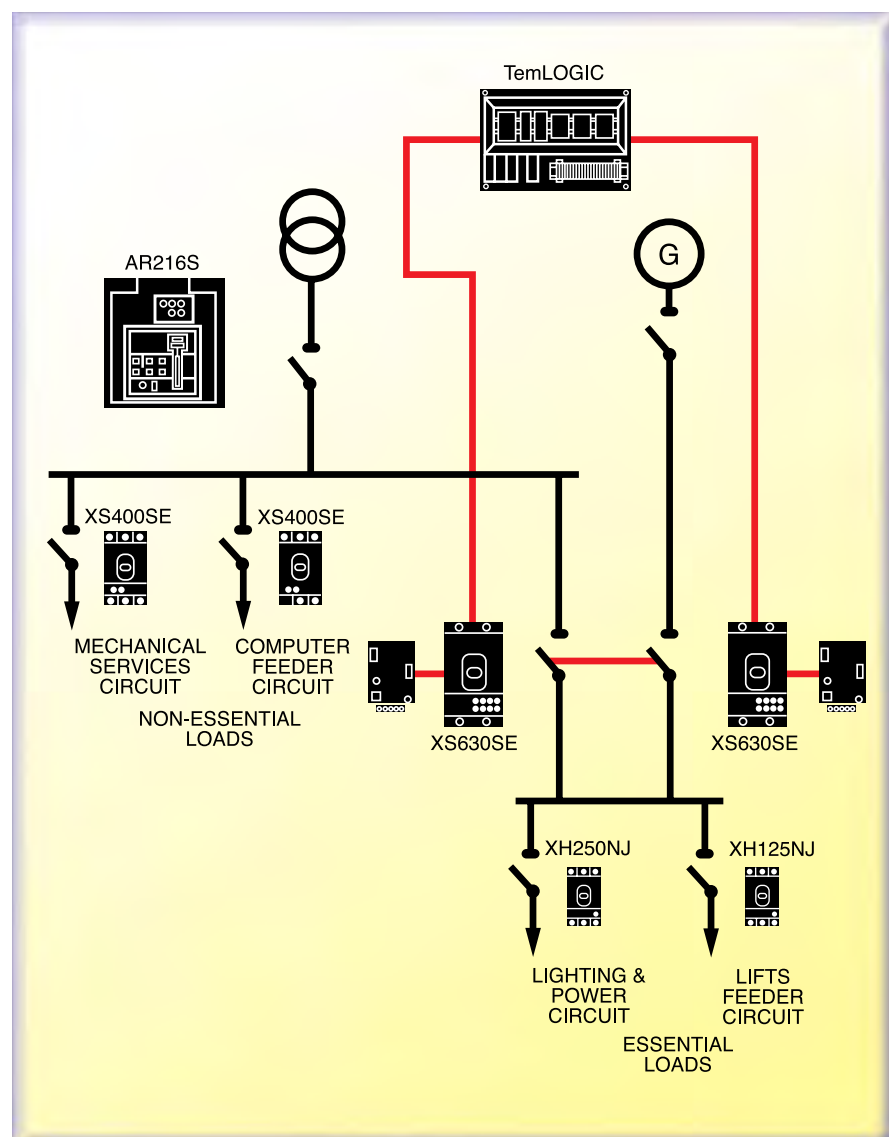 TemLOGIC
AR216S
G
XS400SE
XS400SE
MECHANICAL
SERVICES
CIRCUIT
COMPUTER
FEEDER
CIRCUIT
NON-ESSENTIAL
LOADS
XS630SE
XS630SE
XH250NJ
XH125NJ
LIGHTING &
POWER
CIRCUIT
LIFTS
FEEDER
CIRCUIT
ESSENTIAL
LOADS